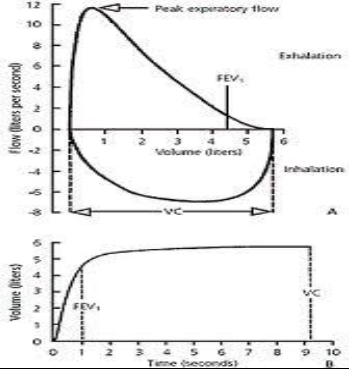 12
Peak expiratory flow
10
8
Exhalation
6
4
FEV₁
2
0
1 2 3 4 5 6
Volume (liters)
Flow (liters per second)
-2
Inhalation
-4
-5
-8
VC
A
6
5
4
3
2
1
0
Volume (liters)
FEV₁
VC
0 1 2 3 4 5 6 7 8 9 10
Time (seconds)
B